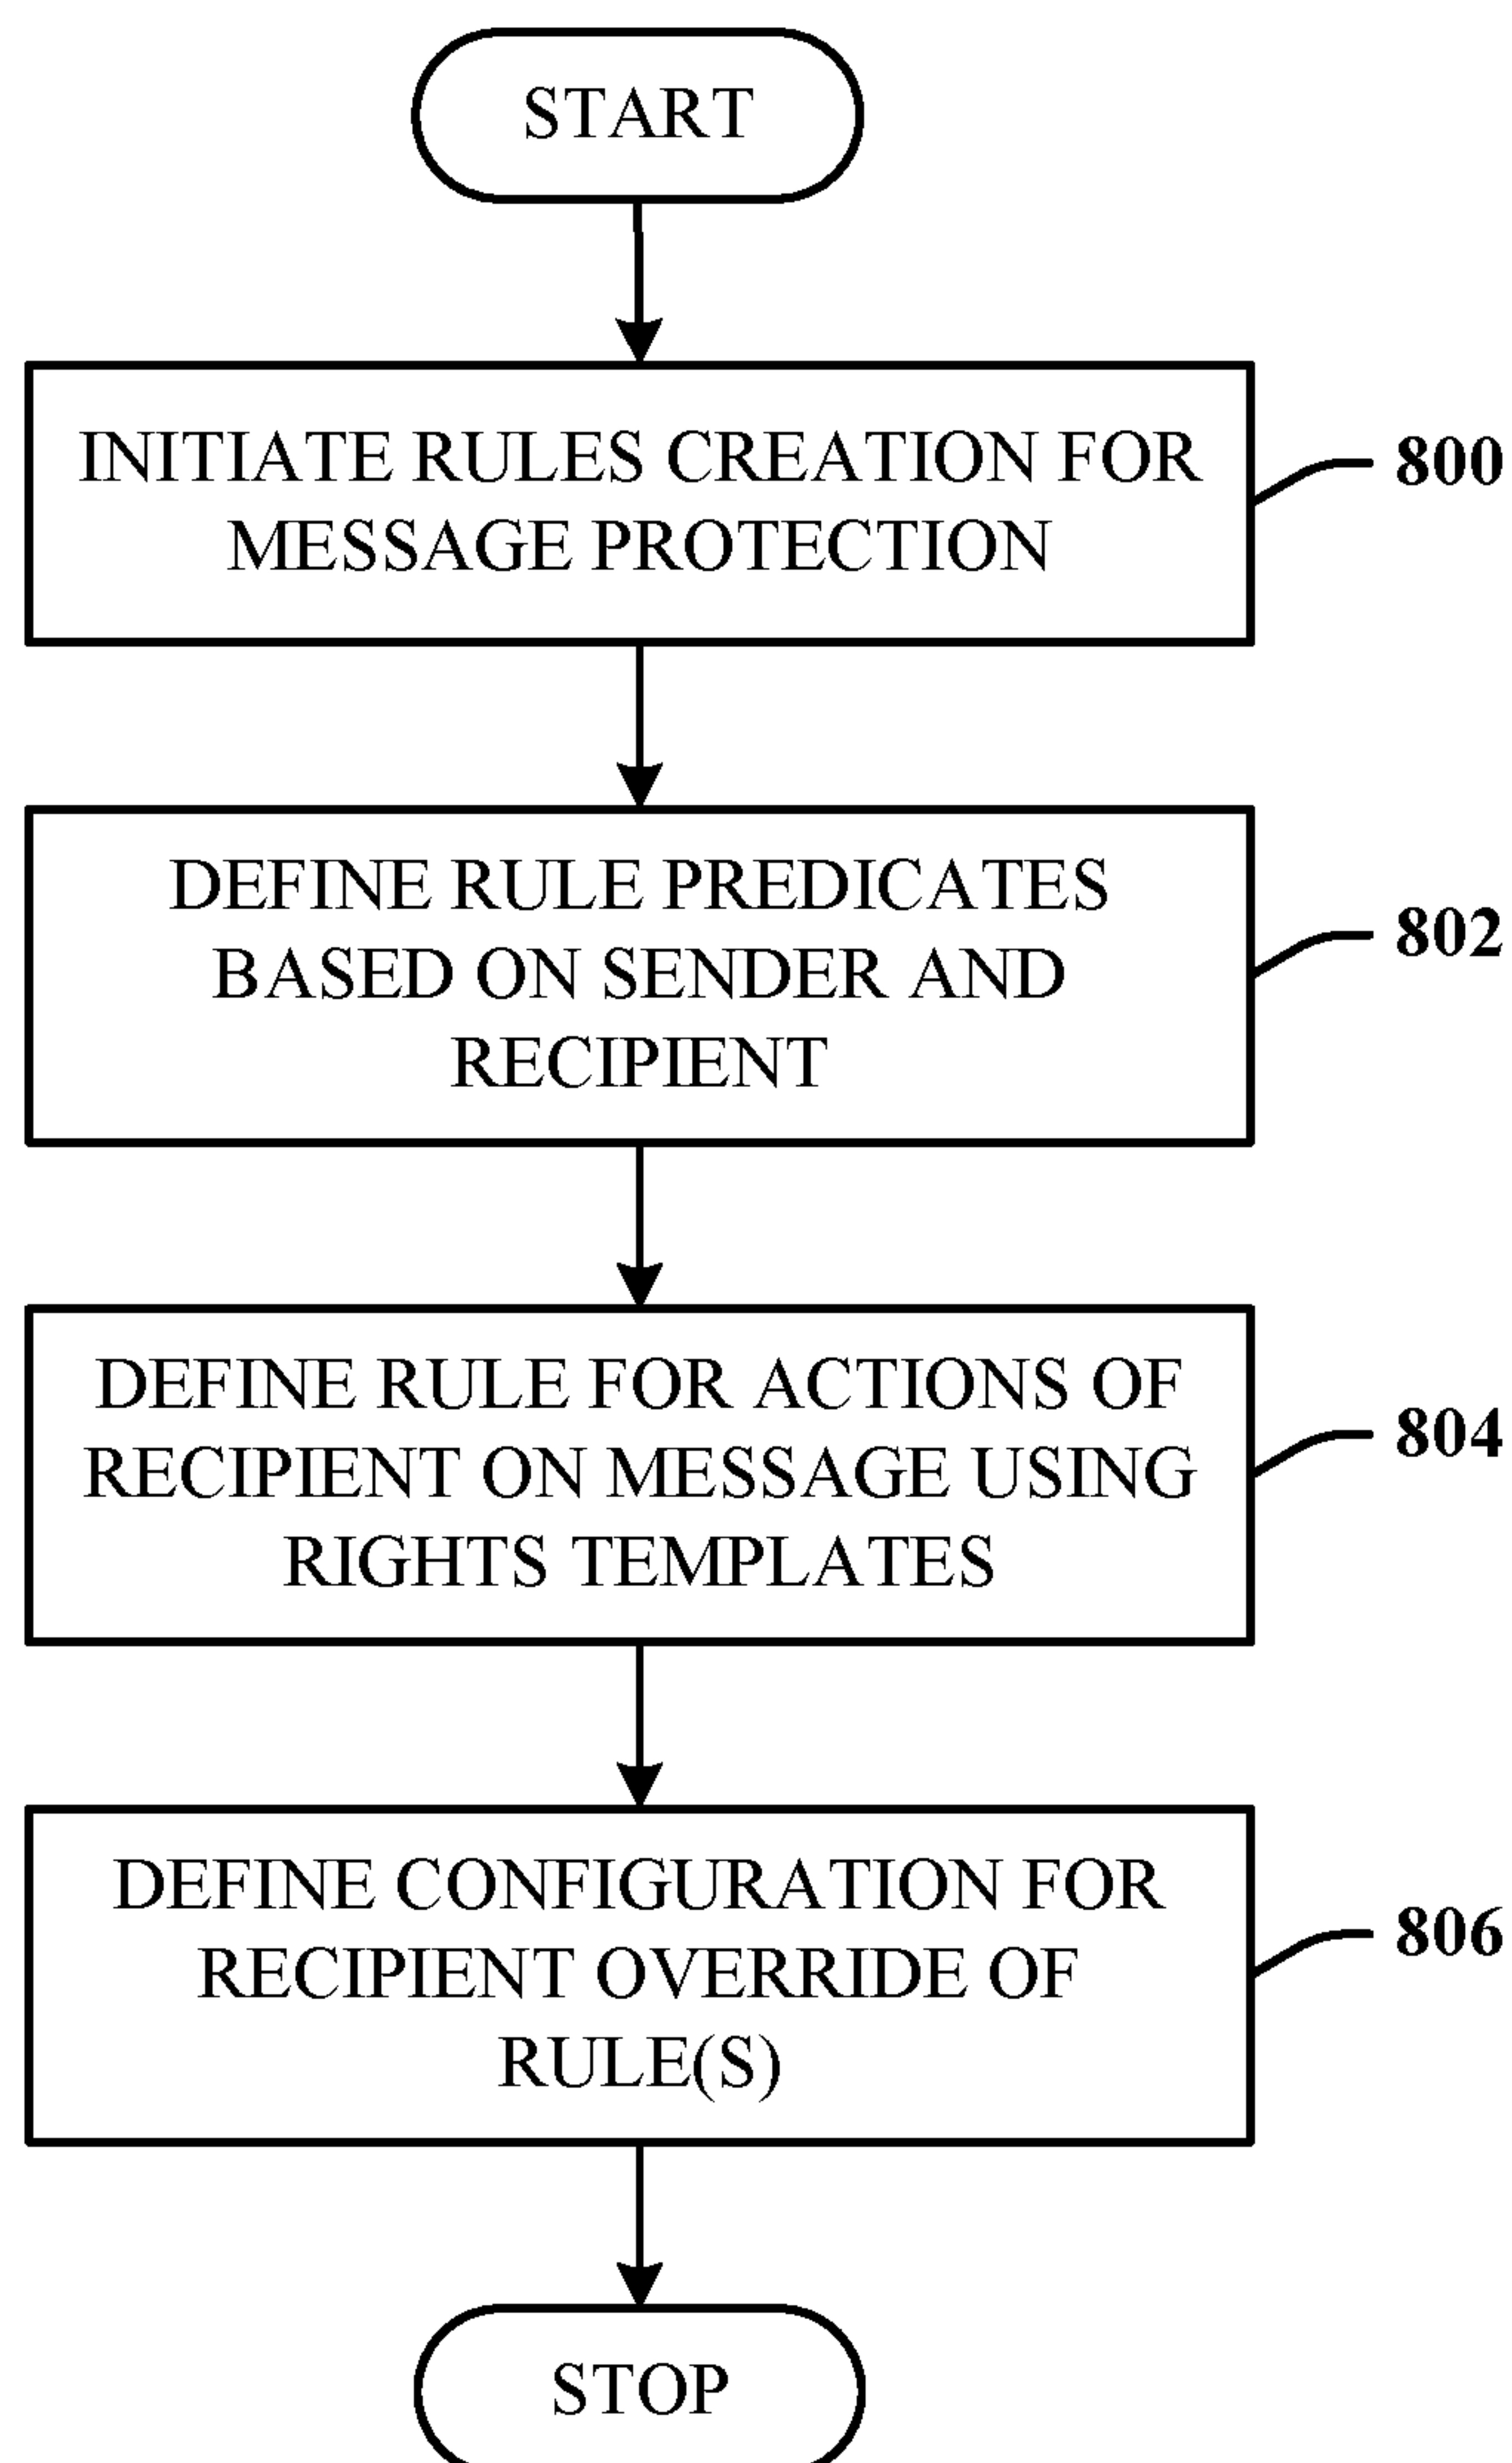 START
INITIATE RULES CREATION FOR
MESSAGE PROTECTION
800
DEFINE RULE PREDICATES
BASED ON SENDER AND
RECIPIENT
802
DEFINE RULE FOR ACTIONS OF
RECIPIENT ON MESSAGE USING
RIGHTS TEMPLATES
804
DEFINE CONFIGURATION FOR
RECIPIENT OVERRIDE OF
RULE(S)
806
STOP